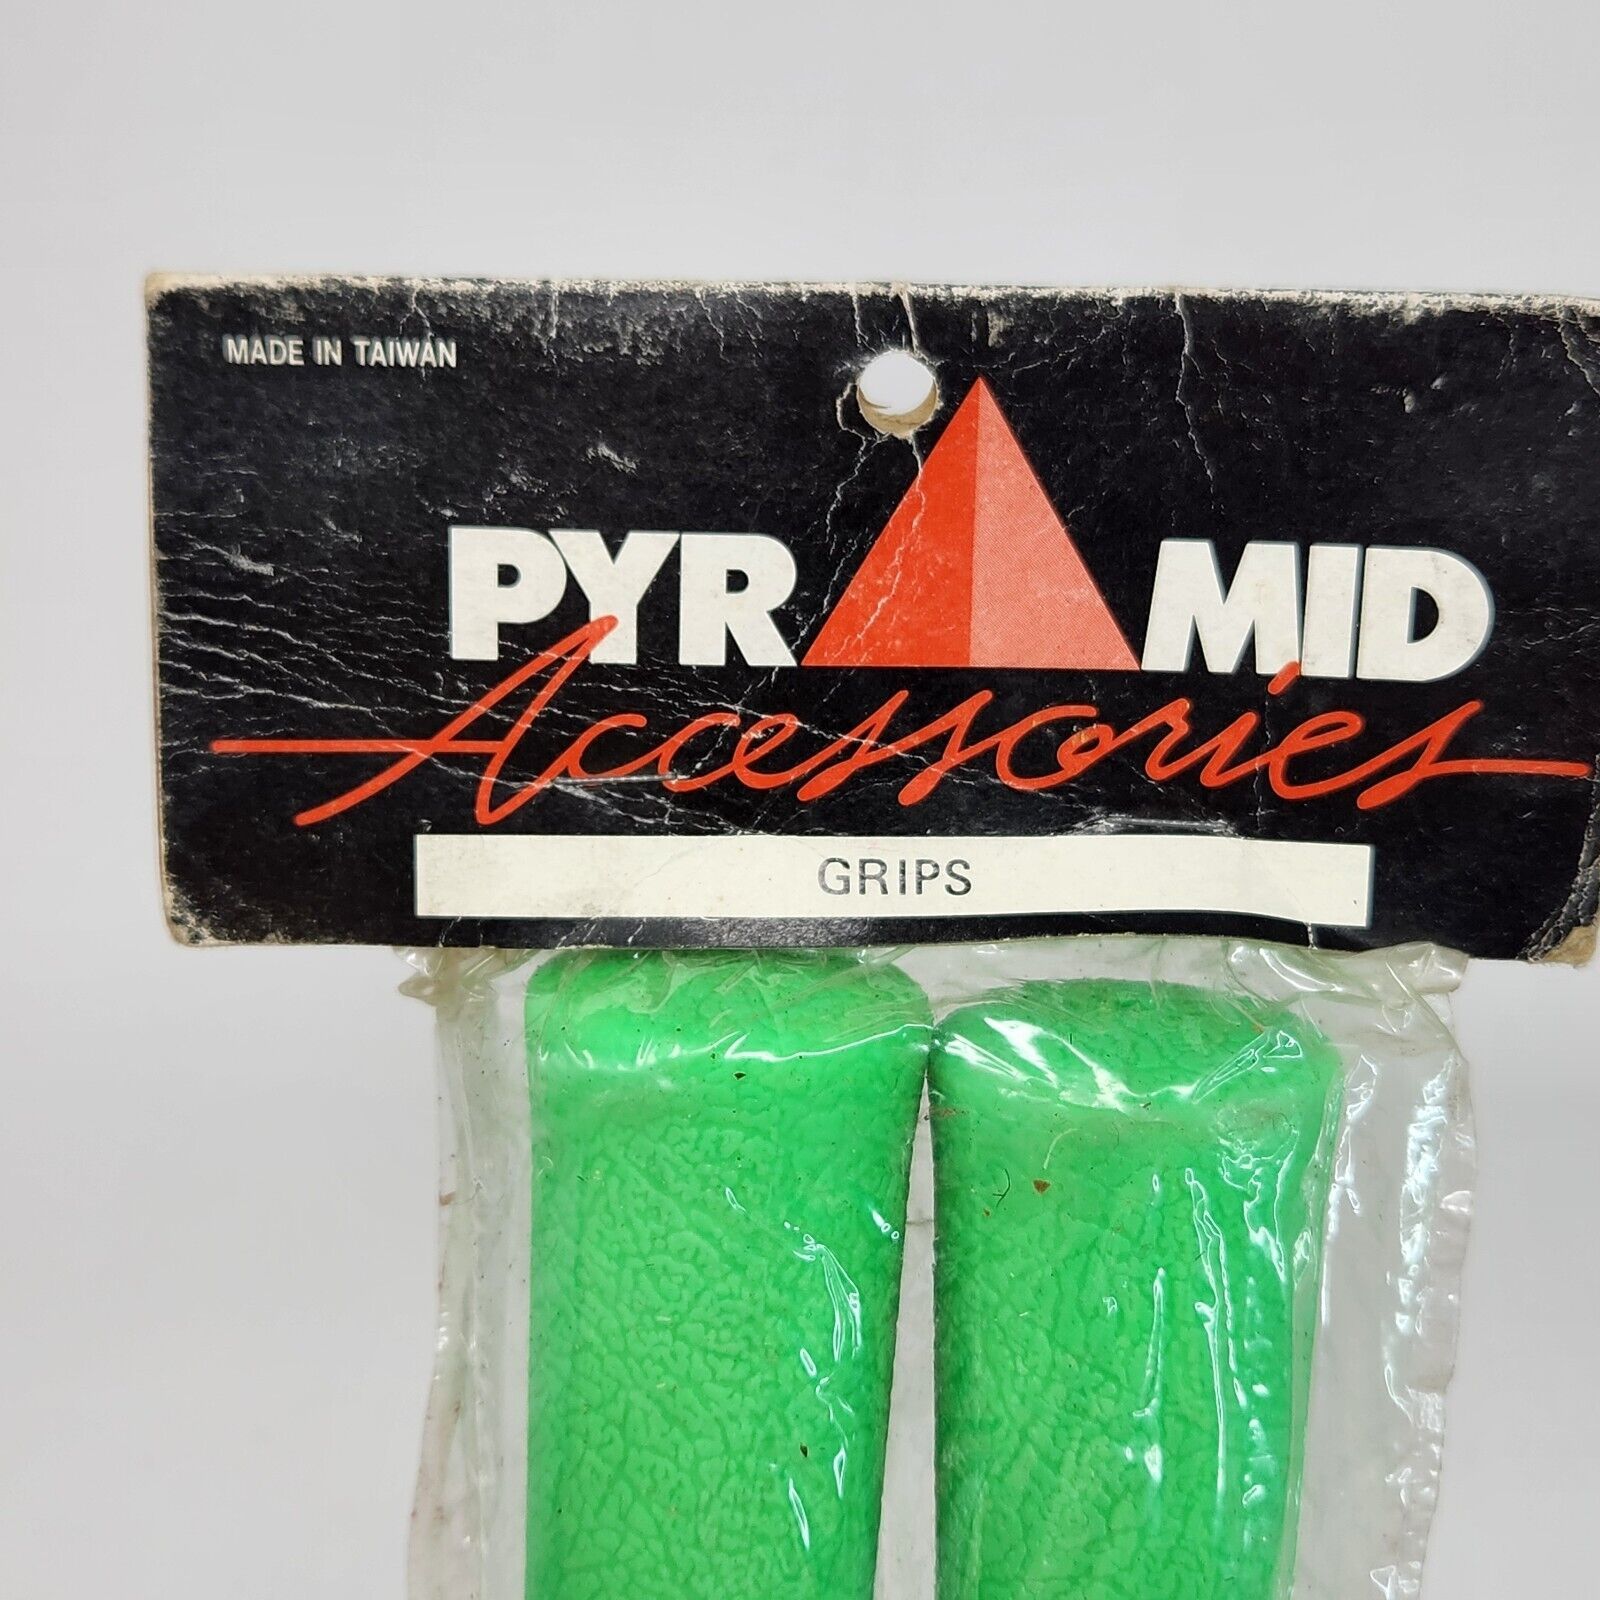 MADE IN TAIWAN
PYRAMID
Accessories
GRIPS